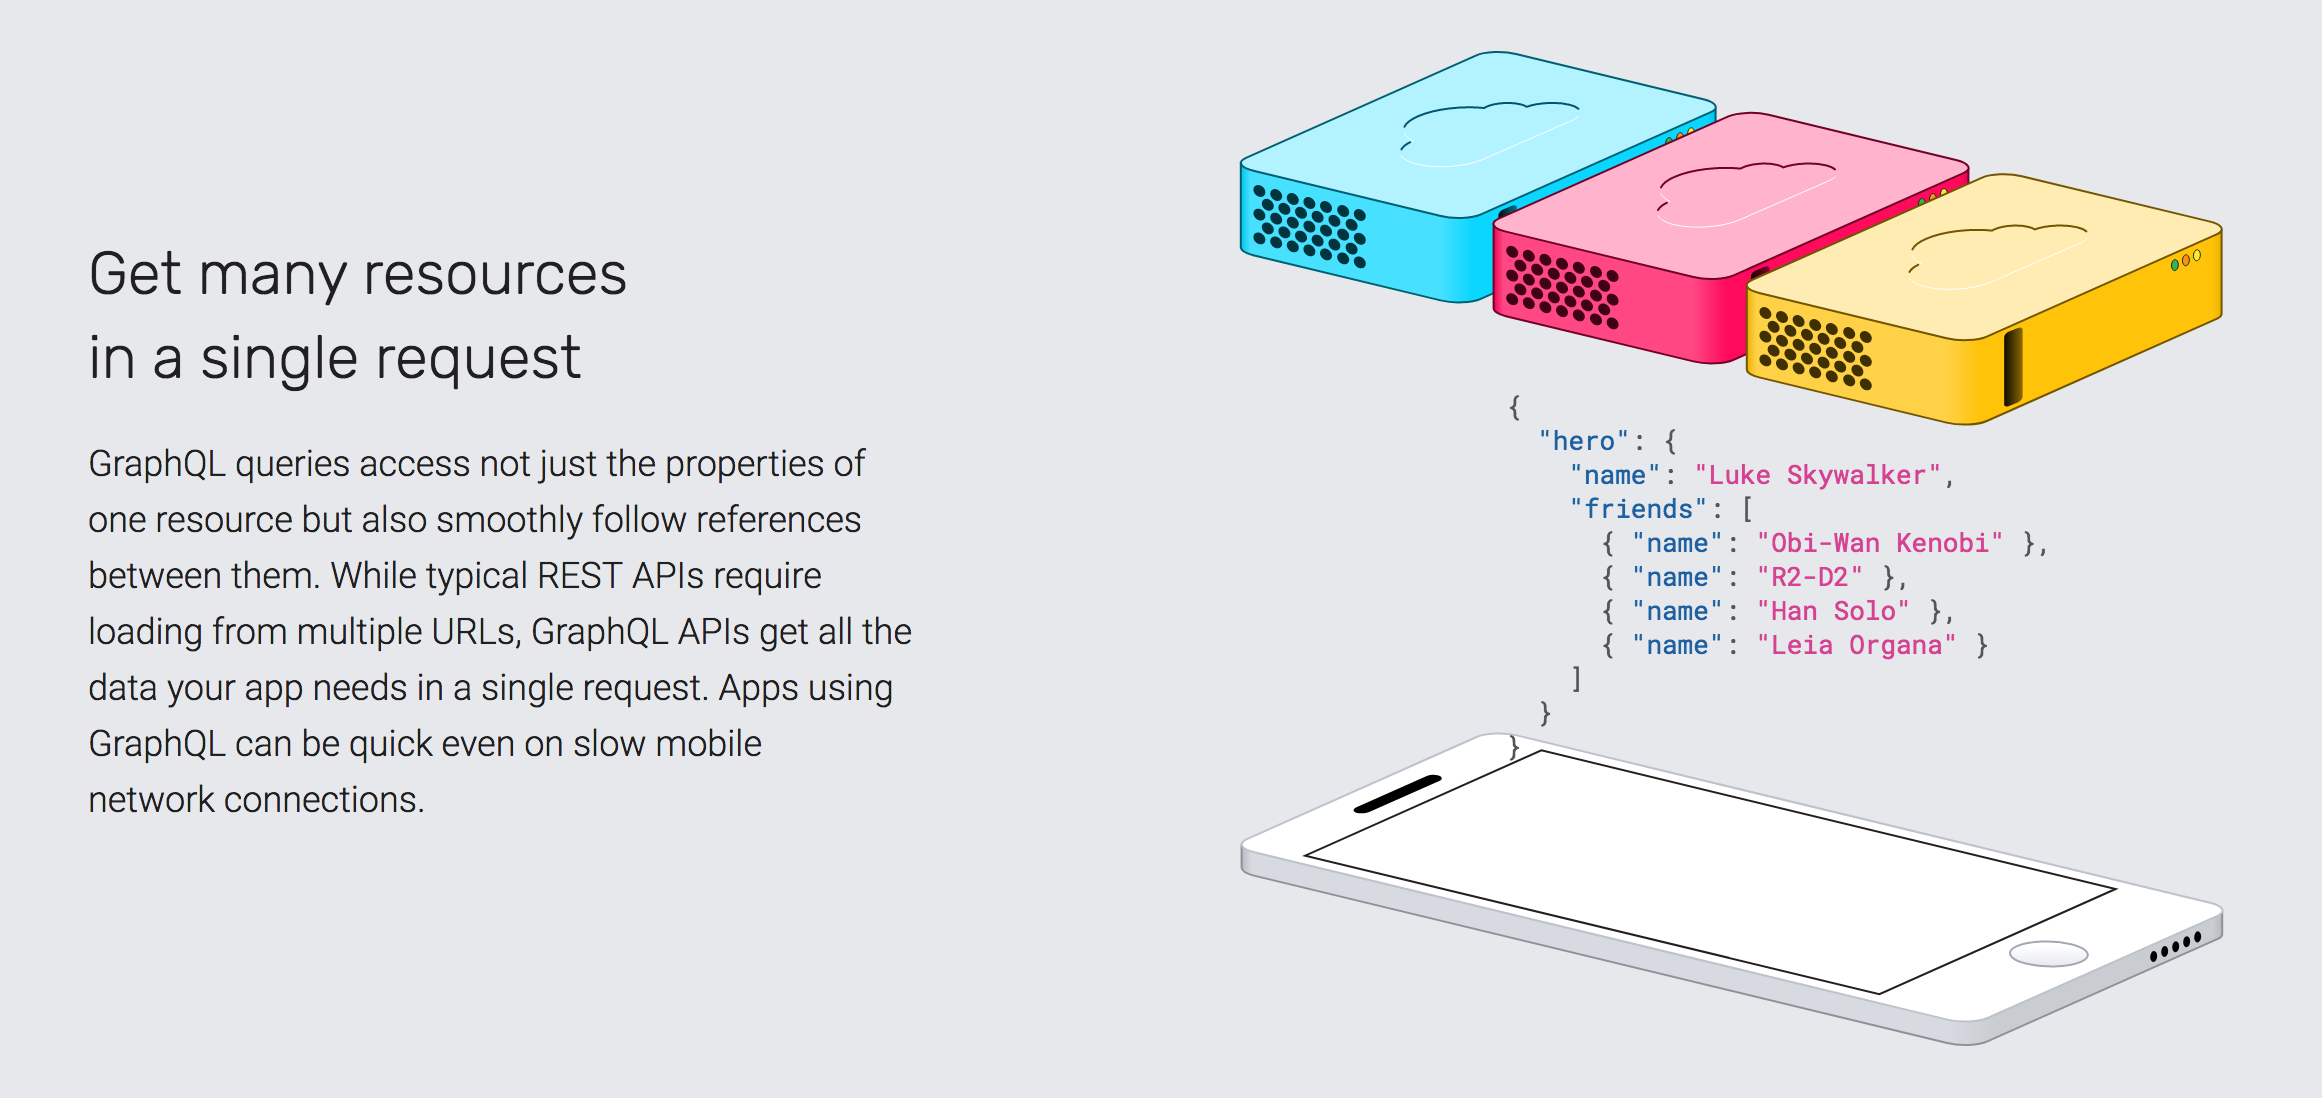 Get many resources
in a single request
GraphQL queries access not just the properties of
one resource but also smoothly follow references
between them. While typical REST APIs require
loading from multiple URLs, GraphQL APIs get all the
data your app needs in a single request. Apps using
GraphQL can be quick even on slow mobile
network connections.
{
  "hero": {
    "name": "Luke Skywalker",
    "friends": [
      { "name": "Obi-Wan Kenobi" },
      { "name": "R2-D2" },
      { "name": "Han Solo" },
      { "name": "Leia Organa" }
    ]
  }
}